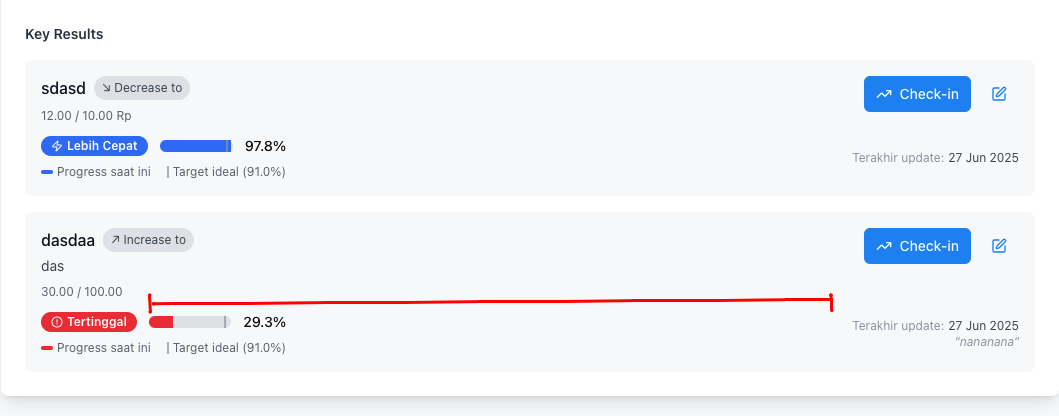 Key Results
sdasd ↘ Decrease to
Check-in
12.00 / 10.00 Rp
Lebih Cepat 97.8%
Terakhir update: 27 Jun 2025
Progress saat ini | Target ideal (91.0%)
dasdaa ↗ Increase to
Check-in
das
30.00 / 100.00
Tertinggal 29.3%
Terakhir update: 27 Jun 2025
"nananana"
Progress saat ini | Target ideal (91.0%)